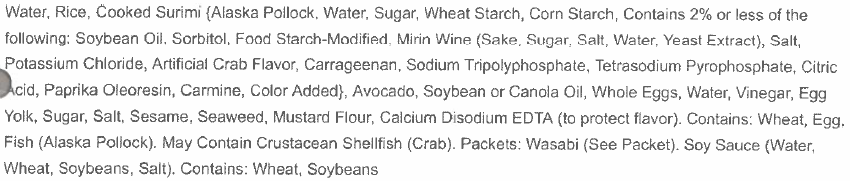 Water, Rice, Cooked Surimi {Alaska Pollock, Water, Sugar, Wheat Starch, Corn Starch, Contains 2% or less of the
following: Soybean Oil, Sorbitol, Food Starch-Modified, Mirin Wine (Sake, Sugar, Salt, Water, Yeast Extract), Salt,
Potassium Chloride, Artificial Crab Flavor, Carrageenan, Sodium Tripolyphosphate, Tetrasodium Pyrophosphate, Citric
Acid, Paprika Oleoresin, Carmine, Color Added}, Avocado, Soybean or Canola Oil, Whole Eggs, Water, Vinegar, Egg
Yolk, Sugar, Salt, Sesame, Seaweed, Mustard Flour, Calcium Disodium EDTA (to protect flavor). Contains: Wheat, Egg,
Fish (Alaska Pollock). May Contain Crustacean Shellfish (Crab). Packets: Wasabi (See Packet). Soy Sauce (Water,
Wheat, Soybeans, Salt). Contains: Wheat, Soybeans